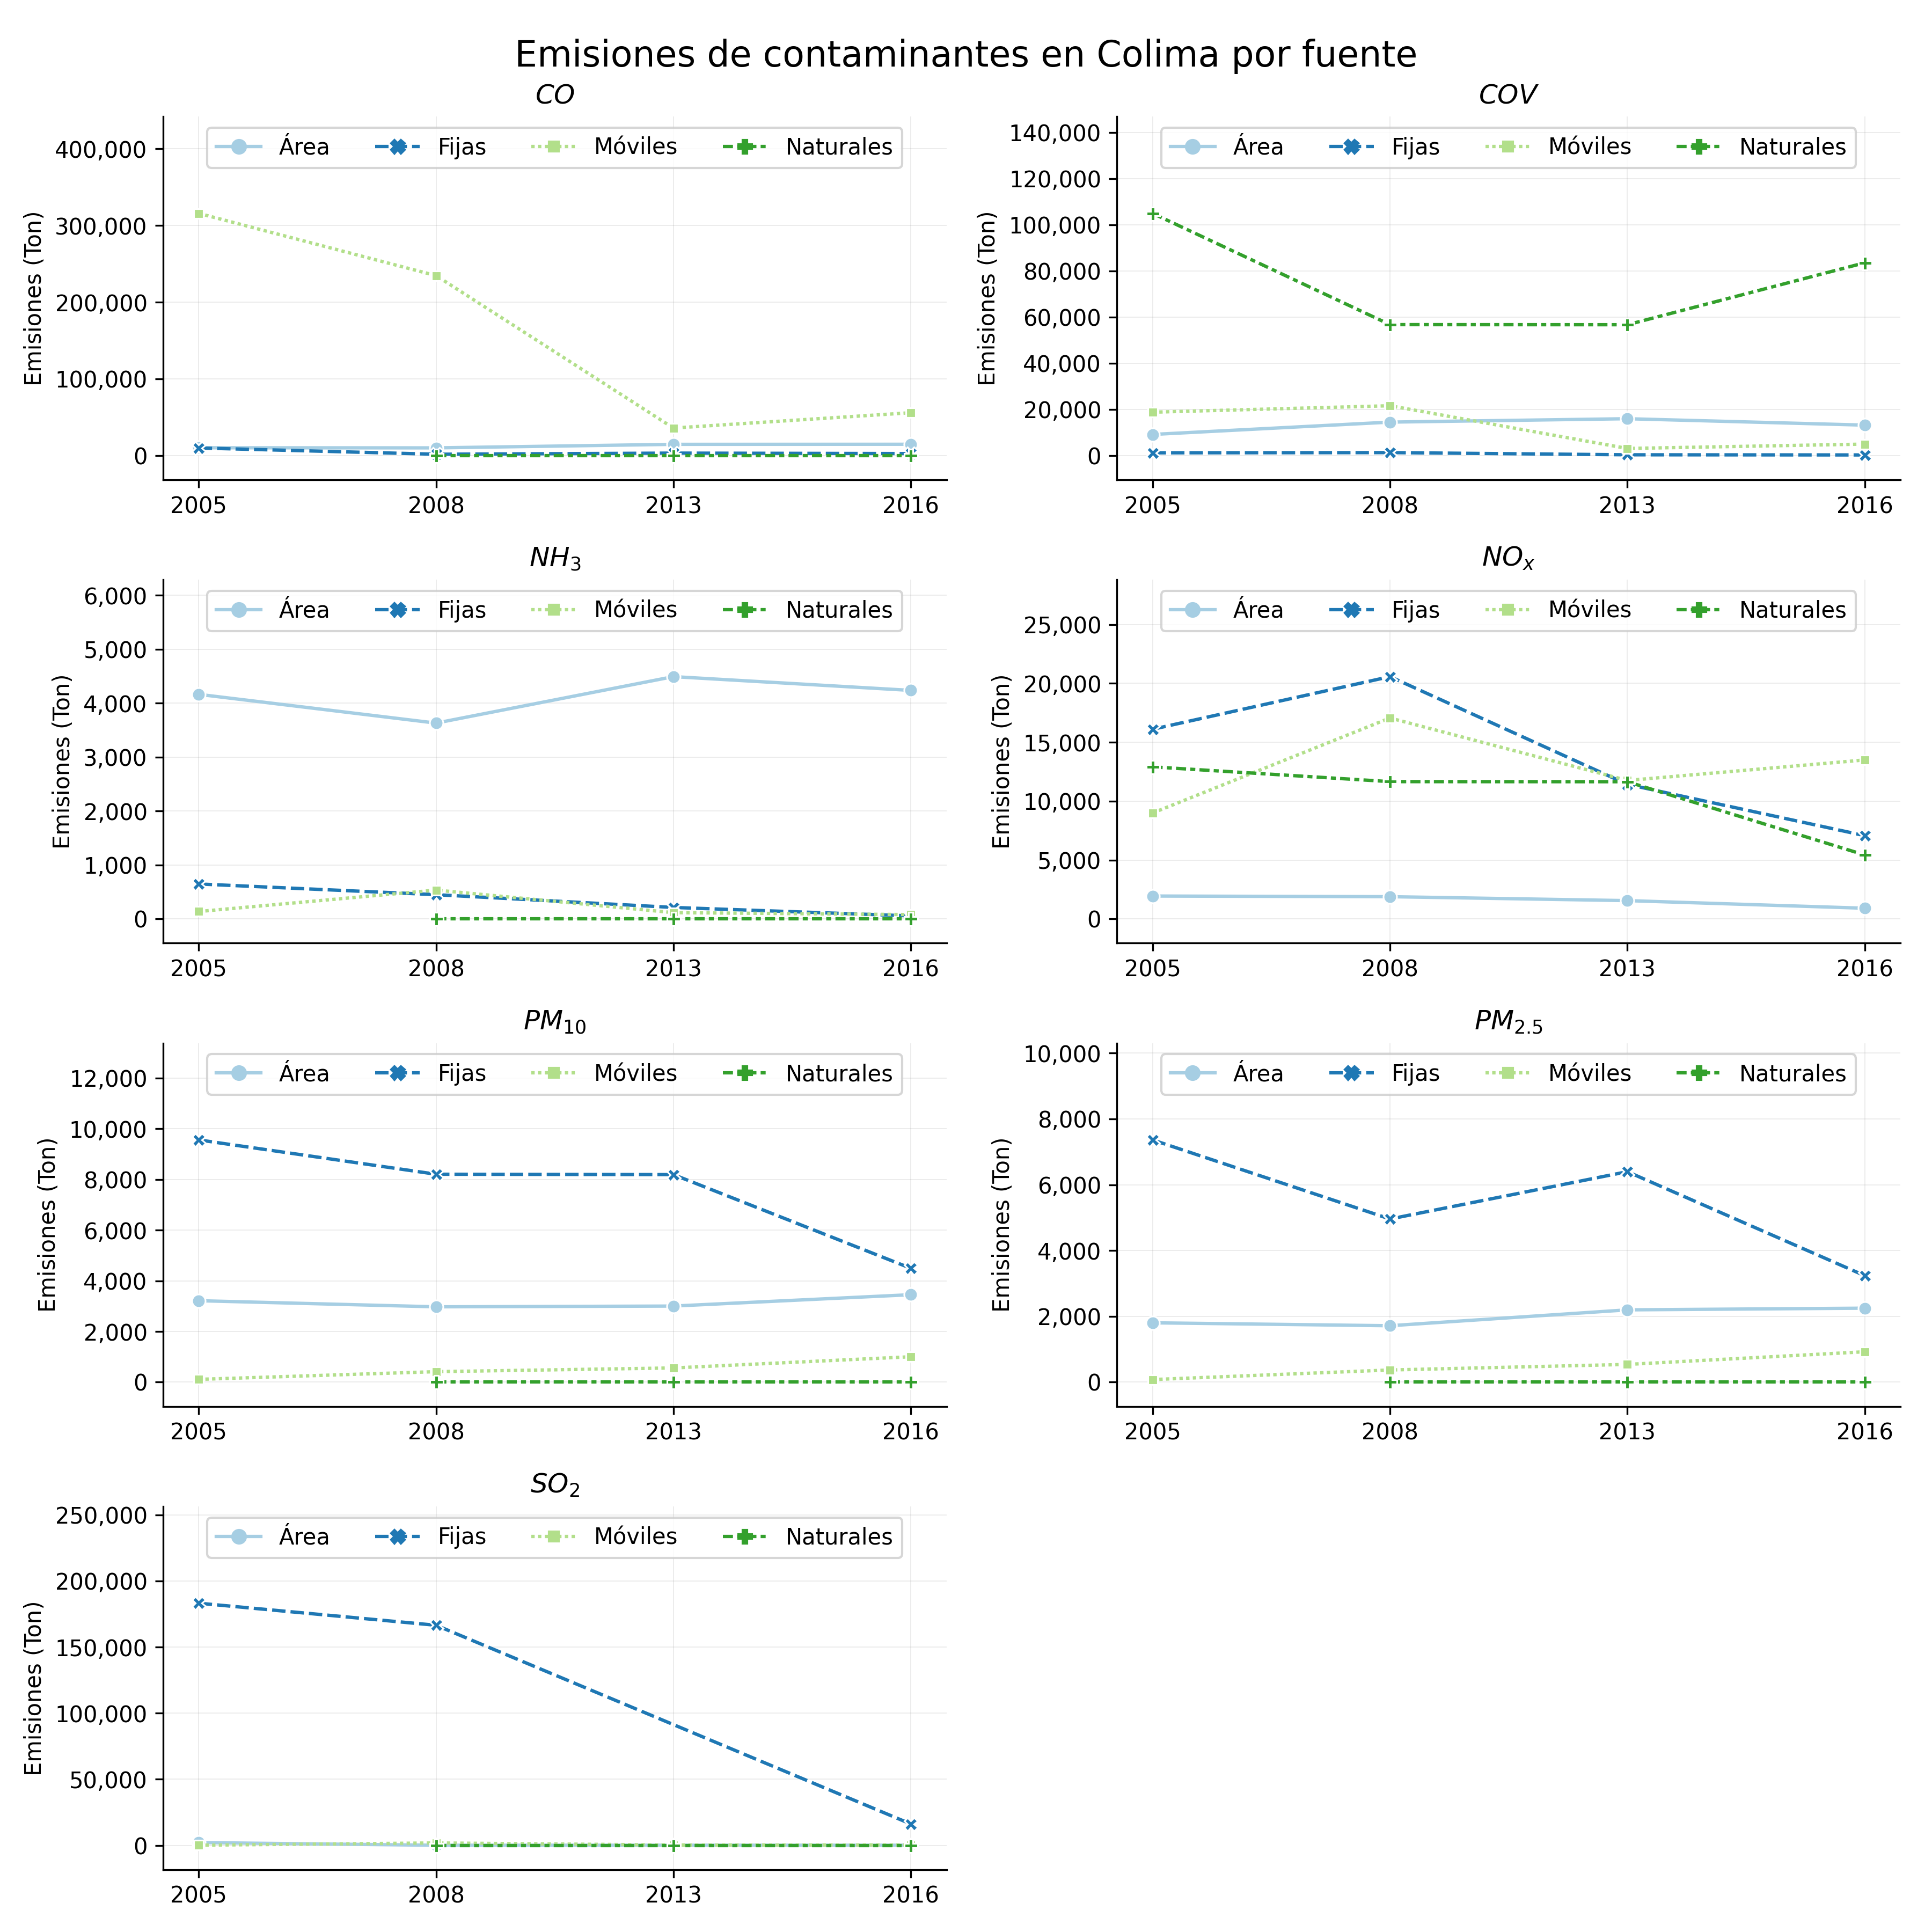 Emisiones de contaminantes en Colima por fuente
CO
Emisiones (Ton)
400,000
300,000
200,000
100,000
0
Área Fijas Móviles Naturales
2005 2008 2013 2016
COV
Emisiones (Ton)
140,000
120,000
100,000
80,000
60,000
40,000
20,000
0
Área Fijas Móviles Naturales
2005 2008 2013 2016
NH3
Emisiones (Ton)
6,000
5,000
4,000
3,000
2,000
1,000
0
Área Fijas Móviles Naturales
2005 2008 2013 2016
NOx
Emisiones (Ton)
25,000
20,000
15,000
10,000
5,000
0
Área Fijas Móviles Naturales
2005 2008 2013 2016
PM10
Emisiones (Ton)
12,000
10,000
8,000
6,000
4,000
2,000
0
Área Fijas Móviles Naturales
2005 2008 2013 2016
PM2.5
Emisiones (Ton)
10,000
8,000
6,000
4,000
2,000
0
Área Fijas Móviles Naturales
2005 2008 2013 2016
SO2
Emisiones (Ton)
250,000
200,000
150,000
100,000
50,000
0
Área Fijas Móviles Naturales
2005 2008 2013 2016